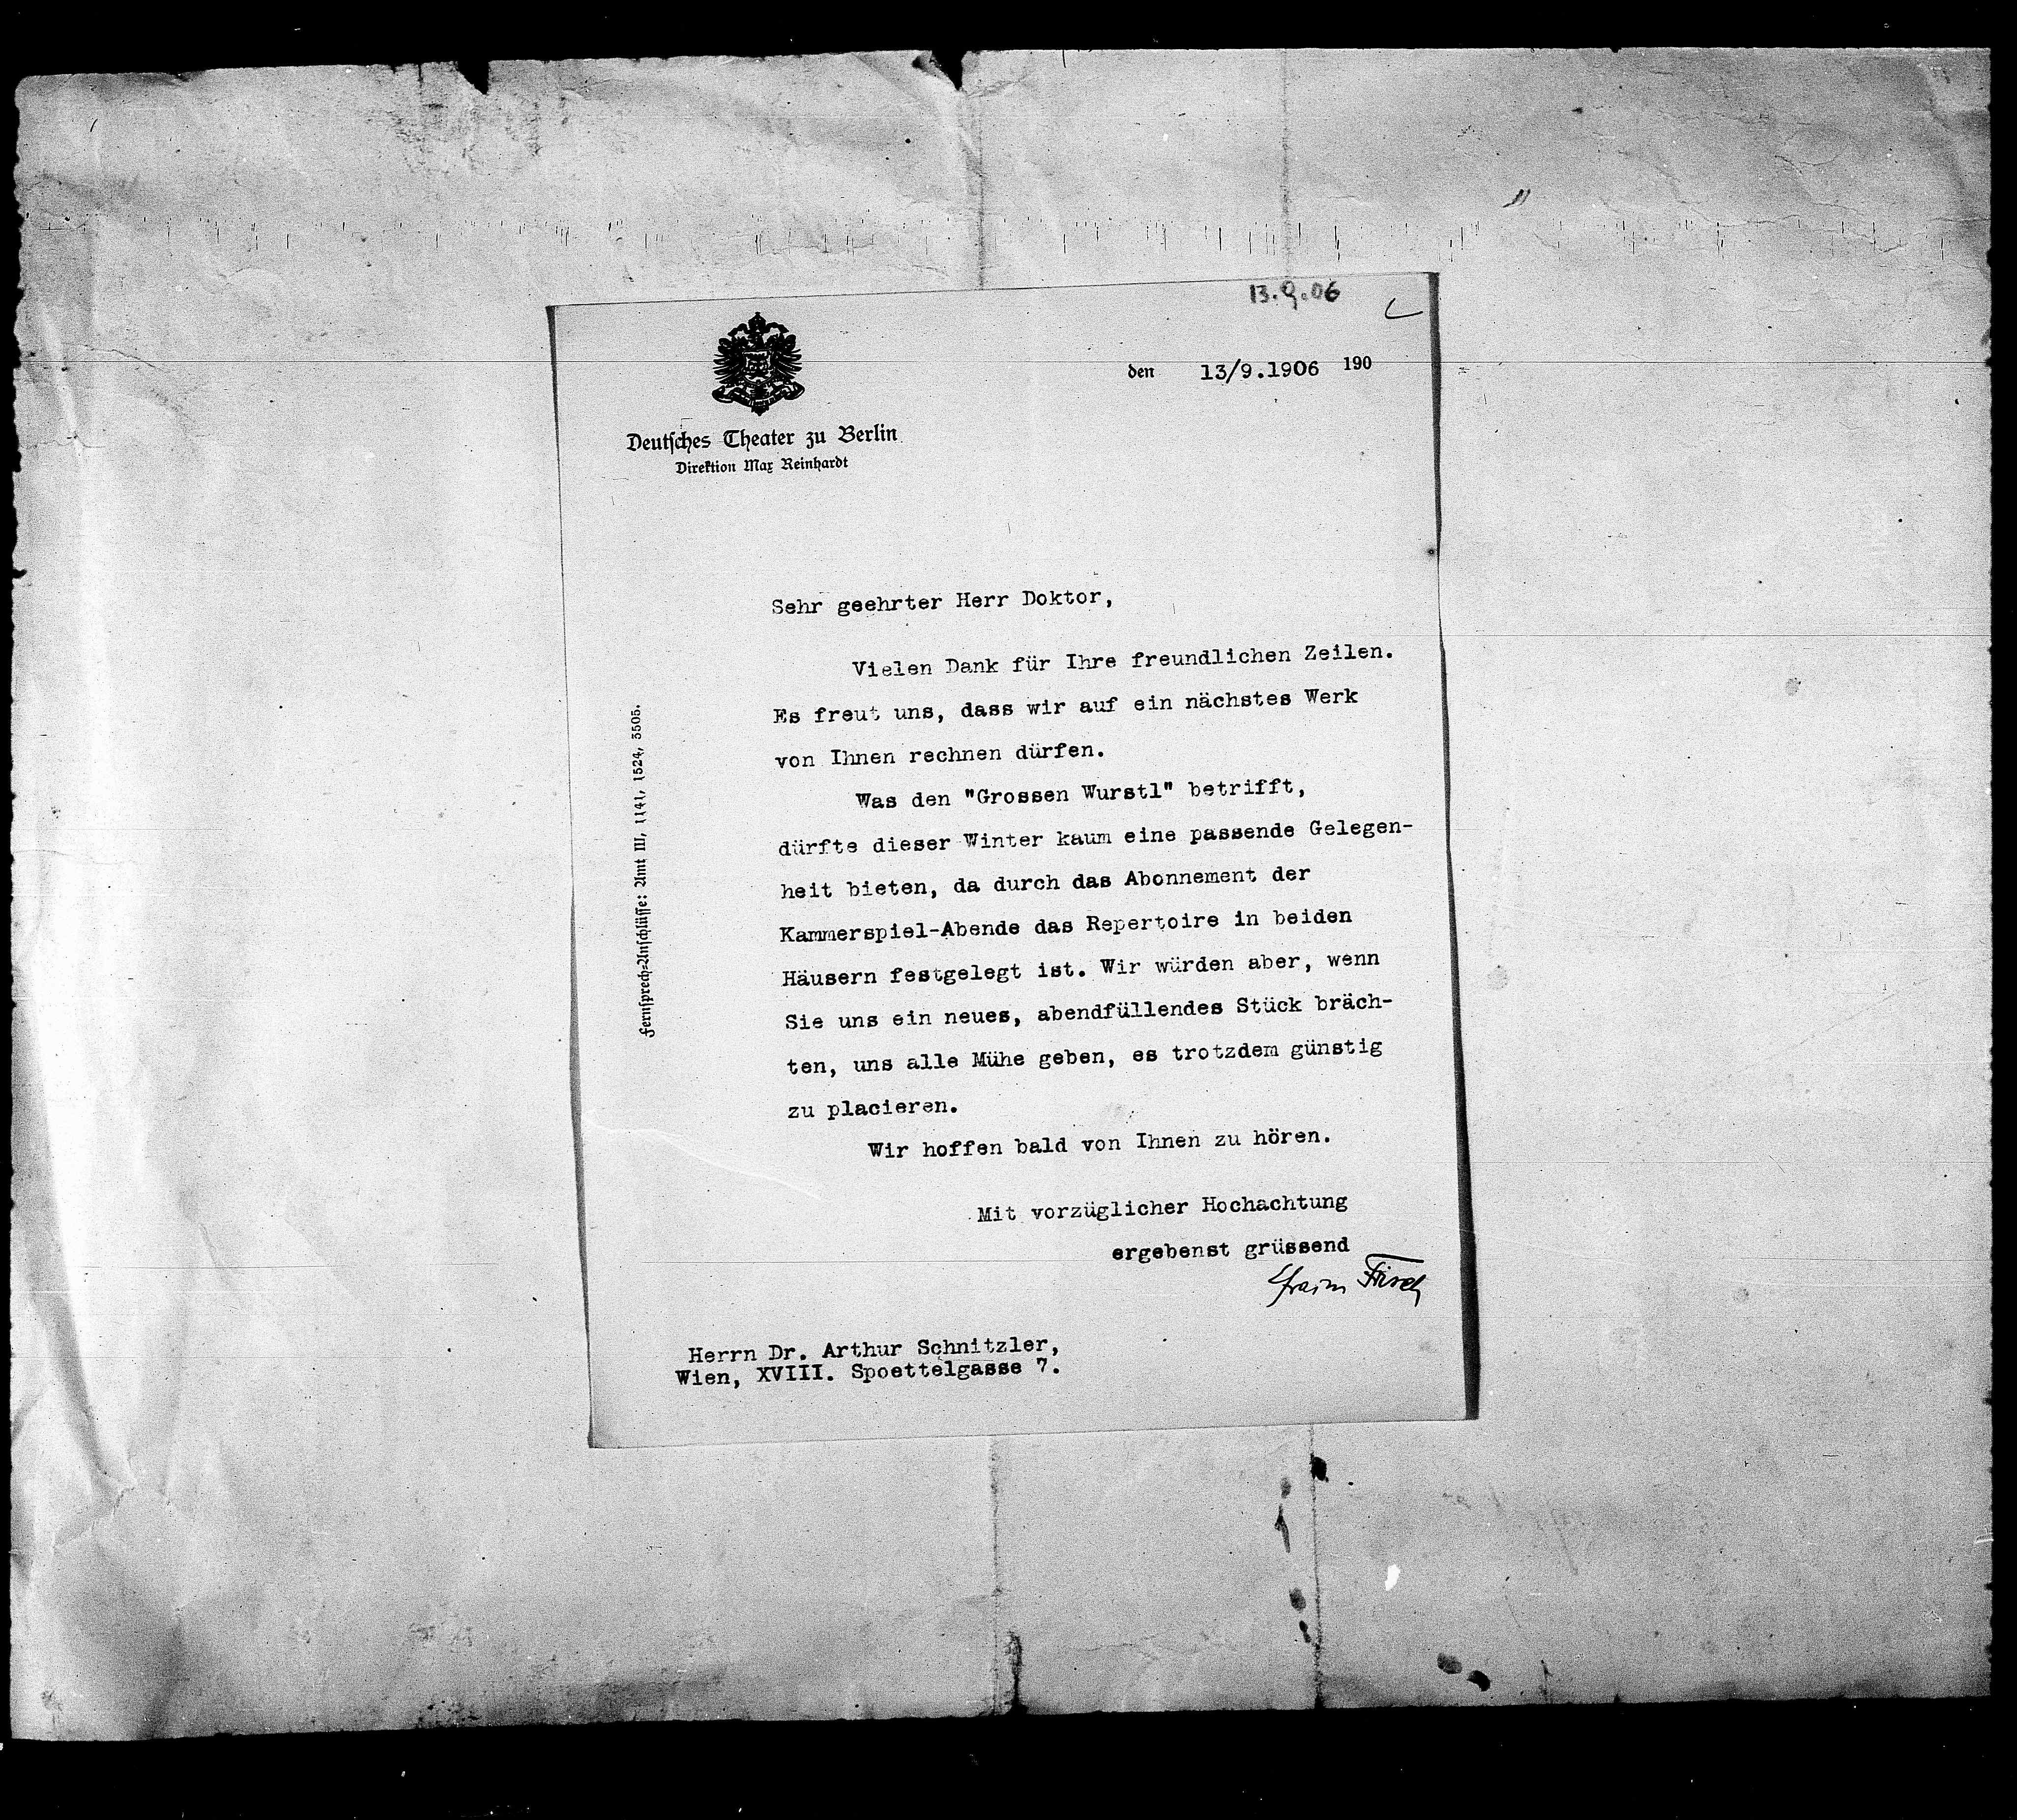 13.9.06
den 13/9.1906 190
Deutsches Theater zu Berlin
Direktion Max Reinhardt
Fernsprech-Anschlüsse: Amt III, 1141, 1524, 3505.
Sehr geehrter Herr Doktor,
Vielen Dank für Ihre freundlichen Zeilen.
Es freut uns, dass wir auf ein nächstes Werk
von Ihnen rechnen dürfen.
Was den "Grossen Wurstl" betrifft,
dürfte dieser Winter kaum eine passende Gelegen-
heit bieten, da durch das Abonnement der
Kammerspiel-Abende das Repertoire in beiden
Häusern festgelegt ist. Wir würden aber, wenn
Sie uns ein neues, abendfüllendes Stück bräch-
ten, uns alle Mühe geben, es trotzdem günstig
zu placieren.
Wir hoffen bald von Ihnen zu hören.
Mit vorzüglicher Hochachtung
ergebenst grüssend
Efraim Frisch
Herrn Dr. Arthur Schnitzler,
Wien, XVIII. Spoettelgasse 7.